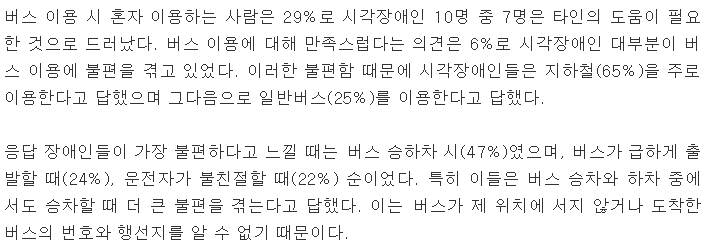 버스 이용 시 혼자 이용하는 사람은 29%로 시각장애인 10명 중 7명은 타인의 도움이 필요
한 것으로 드러났다. 버스 이용에 대해 만족스럽다는 의견은 6%로 시각장애인 대부분이 버
스 이용에 불편을 겪고 있었다. 이러한 불편함 때문에 시각장애인들은 지하철(65%)을 주로
이용한다고 답했으며 그다음으로 일반버스(25%)를 이용한다고 답했다.
응답 장애인들이 가장 불편하다고 느낄 때는 버스 승하차 시(47%)였으며, 버스가 급하게 출
발할 때(24%), 운전자가 불친절할 때(22%) 순이었다. 특히 이들은 버스 승차와 하차 중에
서도 승차할 때 더 큰 불편을 겪는다고 답했다. 이는 버스가 제 위치에 서지 않거나 도착한
버스의 번호와 행선지를 알 수 없기 때문이다.